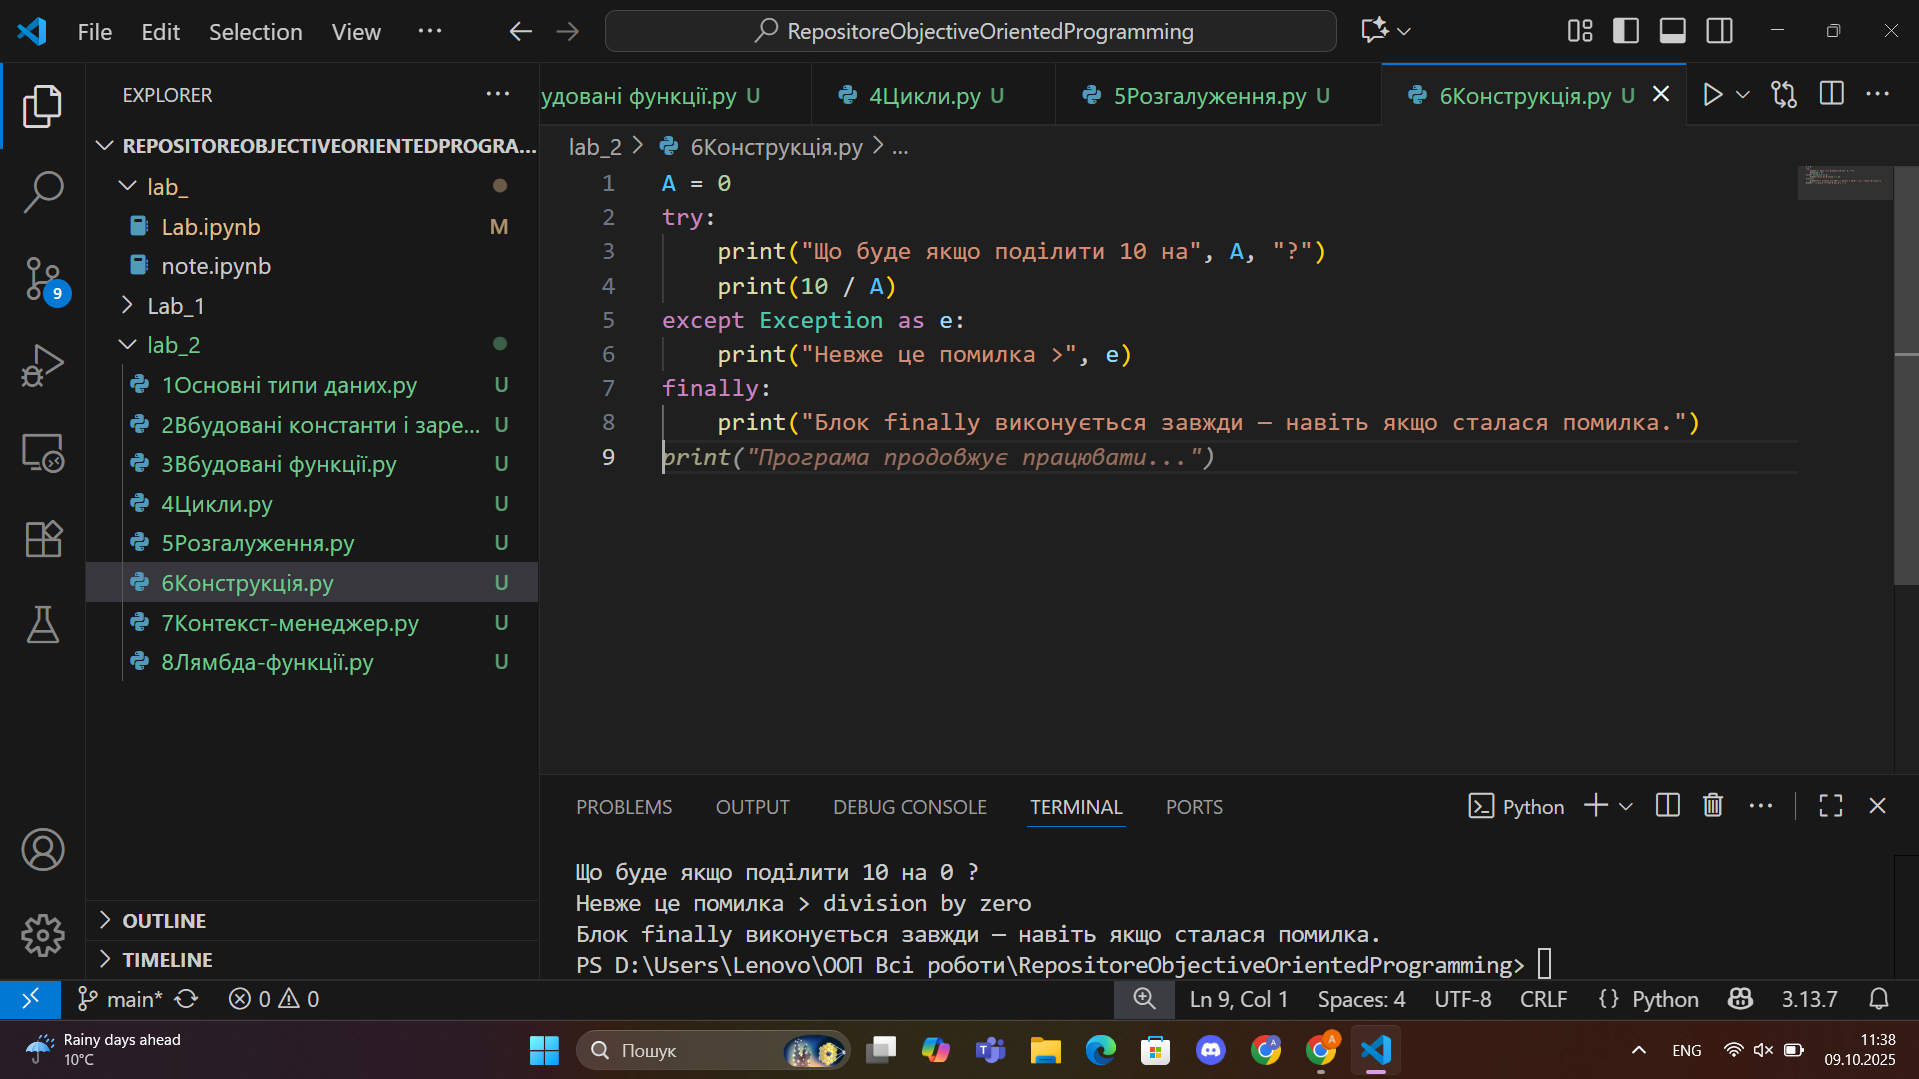 File Edit Selection View ··· RepositoreObjectiveOrientedProgramming
EXPLORER
REPOSITOREOBJECTIVEORIENTEDPROGRA...
lab_
Lab.ipynb M
note.ipynb
Lab_1
lab_2
1Основні типи даних.py U
2Вбудовані константи і заре... U
3Вбудовані функції.py U
4Цикли.py U
5Розгалуження.py U
6Конструкція.py U
7Контекст-менеджер.py U
8Лямбда-функції.py U
OUTLINE
TIMELINE
9
удовані функції.py U 4Цикли.py U 5Розгалуження.py U 6Конструкція.py U
lab_2 > 6Конструкція.py > ...
1 A = 0
2 try:
3 print("Що буде якщо поділити 10 на", A, "?")
4 print(10 / A)
5 except Exception as e:
6 print("Невже це помилка >", e)
7 finally:
8 print("Блок finally виконується завжди — навіть якщо сталася помилка.")
9 print("Програма продовжує працювати...")
PROBLEMS OUTPUT DEBUG CONSOLE TERMINAL PORTS Python
Що буде якщо поділити 10 на 0 ?
Невже це помилка > division by zero
Блок finally виконується завжди — навіть якщо сталася помилка.
PS D:\Users\Lenovo\ООП Всі роботи\RepositoreObjectiveOrientedProgramming>
main* 0 0 Ln 9, Col 1 Spaces: 4 UTF-8 CRLF {} Python 3.13.7
Rainy days ahead
10°C
Пошук
ENG
11:38
09.10.2025